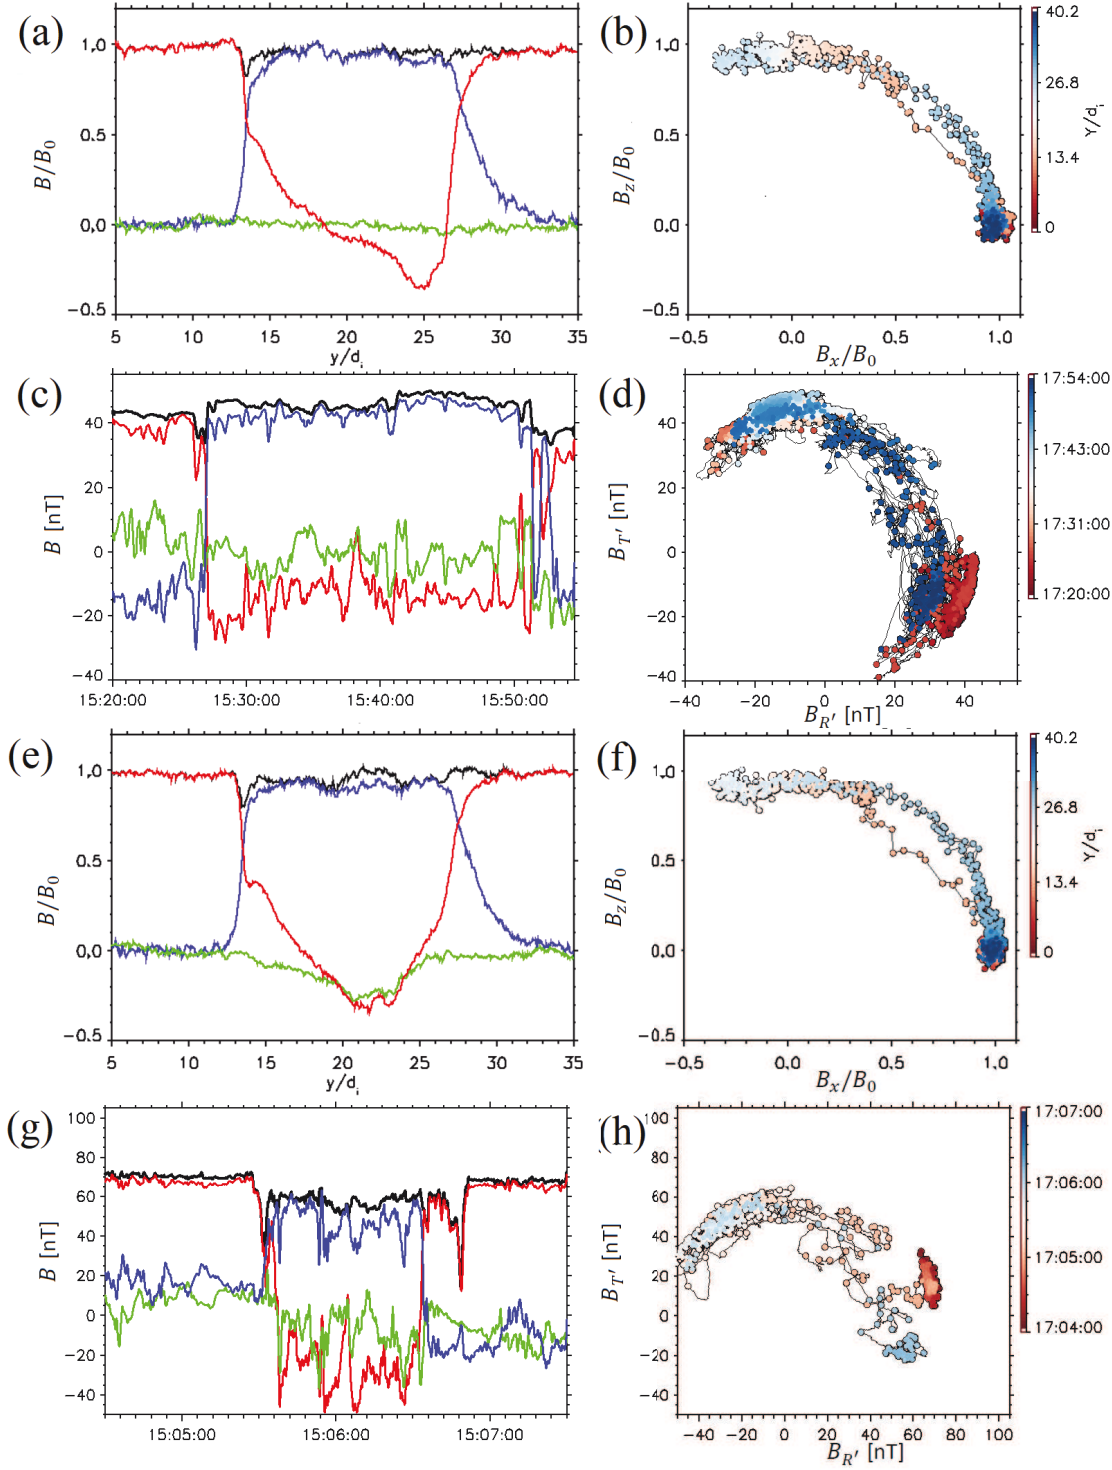 (a)
1.0
0.5
0.0
−0.5
B/B0
5 10 15 20 25 30 35
y/di
(b)
1.0
0.5
0.0
−0.5
Bz/B0
−0.5 0.0 0.5 1.0
Bx/B0
40.2
26.8
13.4
0
Y/di
(c)
40
20
0
−20
−40
B [nT]
15:20:00 15:30:00 15:40:00 15:50:00
(d)
40
20
0
−20
−40
BT′ [nT]
−40 −20 0 20 40
BR′ [nT]
17:54:00
17:43:00
17:31:00
17:20:00
(e)
1.0
0.5
0.0
−0.5
B/B0
5 10 15 20 25 30 35
y/di
(f)
1.0
0.5
0.0
−0.5
Bz/B0
−0.5 0.0 0.5 1.0
Bx/B0
40.2
26.8
13.4
0
Y/di
(g)
100
80
60
40
20
0
−20
−40
B [nT]
15:05:00 15:06:00 15:07:00
(h)
100
80
60
40
20
0
−20
−40
BT′ [nT]
−40 −20 0 20 40 60 80 100
BR′ [nT]
17:07:00
17:06:00
17:05:00
17:04:00